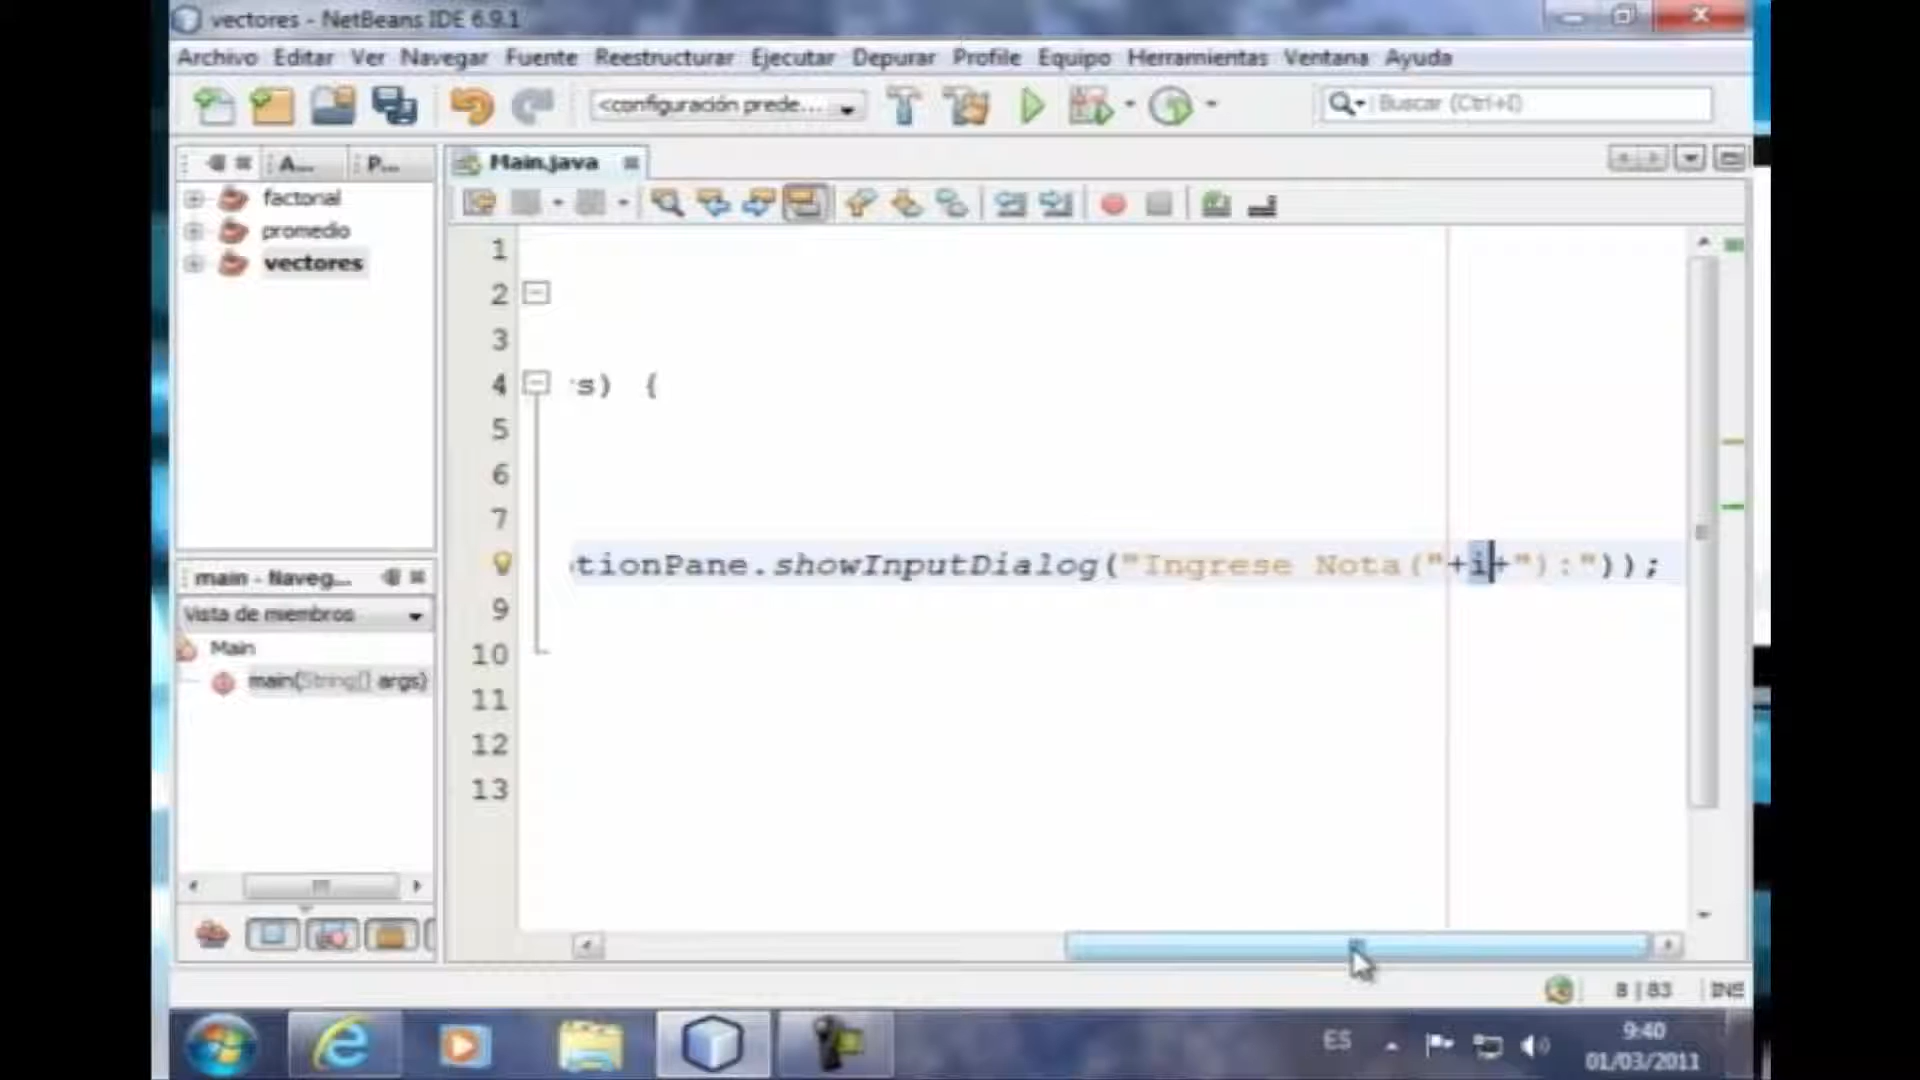 vectores - NetBeans IDE 6.9.1
Archivo Editar Ver Navegar Fuente Reestructurar Ejecutar Depurar Profile Equipo Herramientas Ventana Ayuda
<configuración prede... Buscar (Ctrl+I)
A... P...
factorial
promedio
vectores
Main.java
1
2
3
4 s) {
5
6
7
tionPane.showInputDialog("Ingrese Nota("+i+"):"));
9
10
11
12
13
main - Naveg...
Vista de miembros
Main
main(String[] args)
8 | 83 INS
ES
9:40
01/03/2011